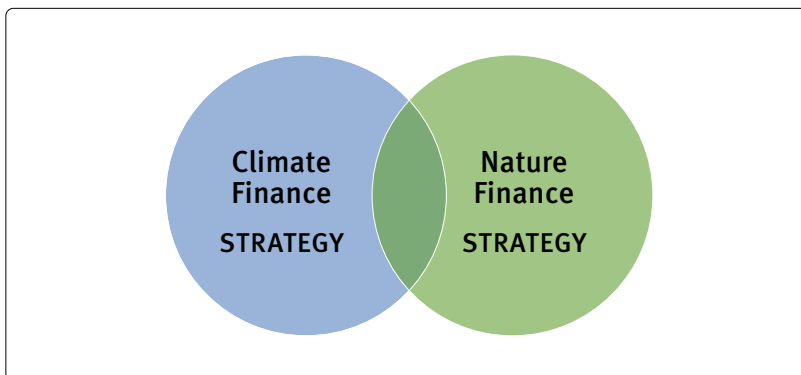 Climate
Finance
STRATEGY
Nature
Finance
STRATEGY